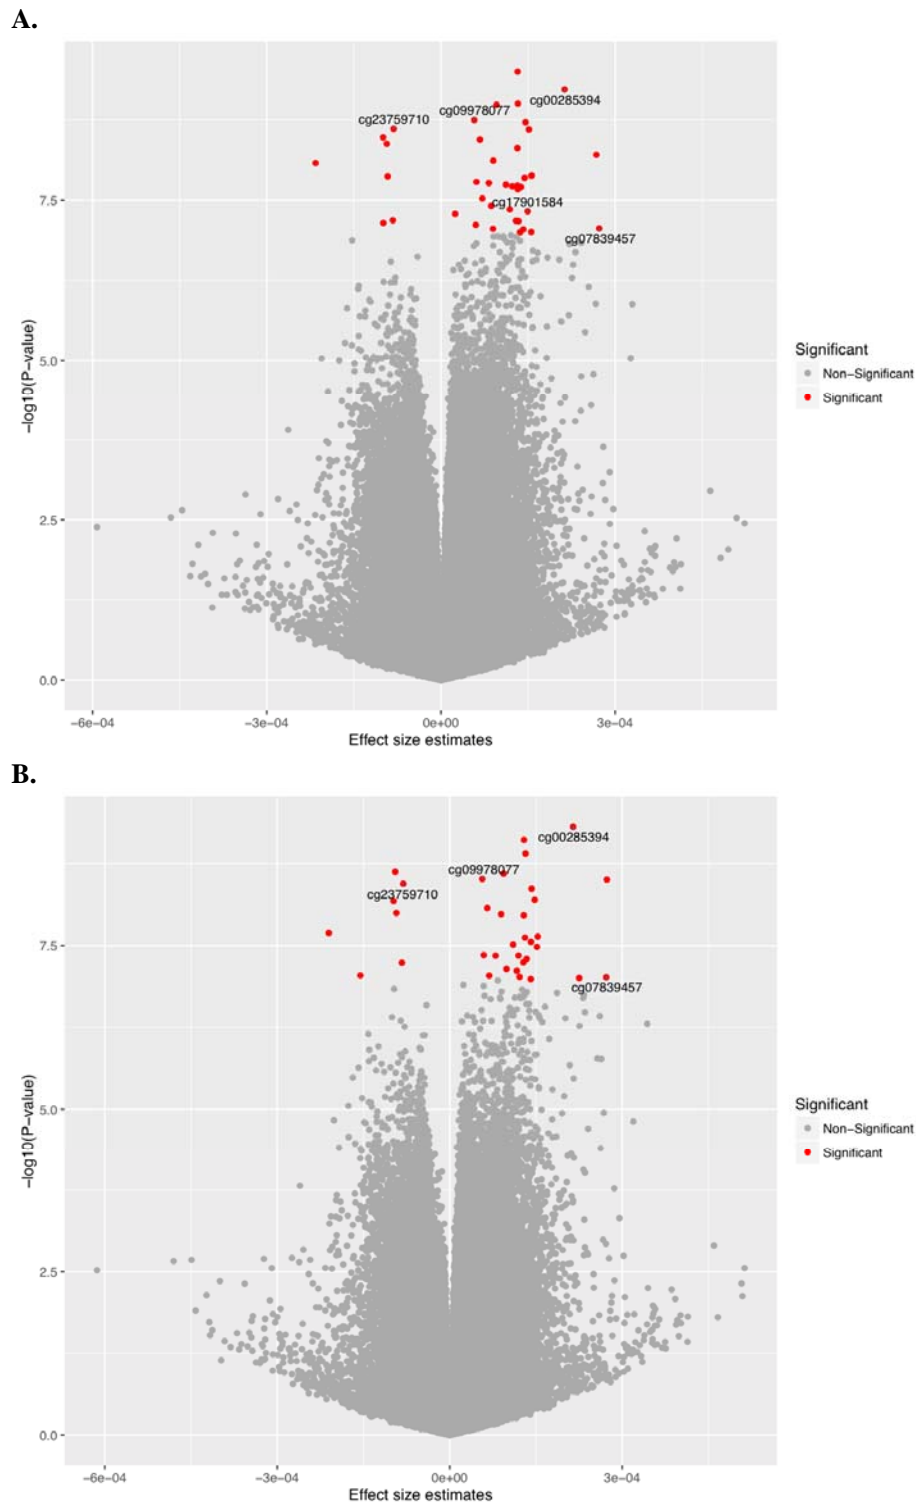 A.
cg00285394
cg09978077
cg23759710
7.5
cg17901584
cg07839457
5.0
2.5
0.0
−log10(P−value)
−6e−04
−3e−04
0e+00
3e−04
Effect size estimates
Significant
Non−Significant
Significant
B.
cg00285394
cg09978077
cg23759710
7.5
cg07839457
5.0
2.5
0.0
−log10(P−value)
−6e−04
−3e−04
0e+00
3e−04
Effect size estimates
Significant
Non−Significant
Significant